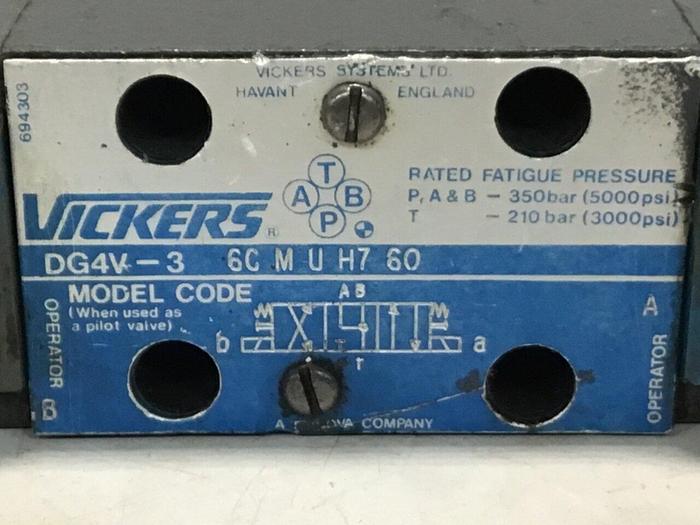 VICKERS SYSTEMS LTD.
HAVANT ENGLAND
694303
T
A B
P
RATED FATIGUE PRESSURE
P, A & B – 350bar (5000psi)
T – 210 bar (3000psi)
VICKERS ®
DG4V–3 6C M U H7 60
MODEL CODE
(When used as
a pilot valve)
A B
b a
T
OPERATOR
B
A
OPERATOR
A COMPANY